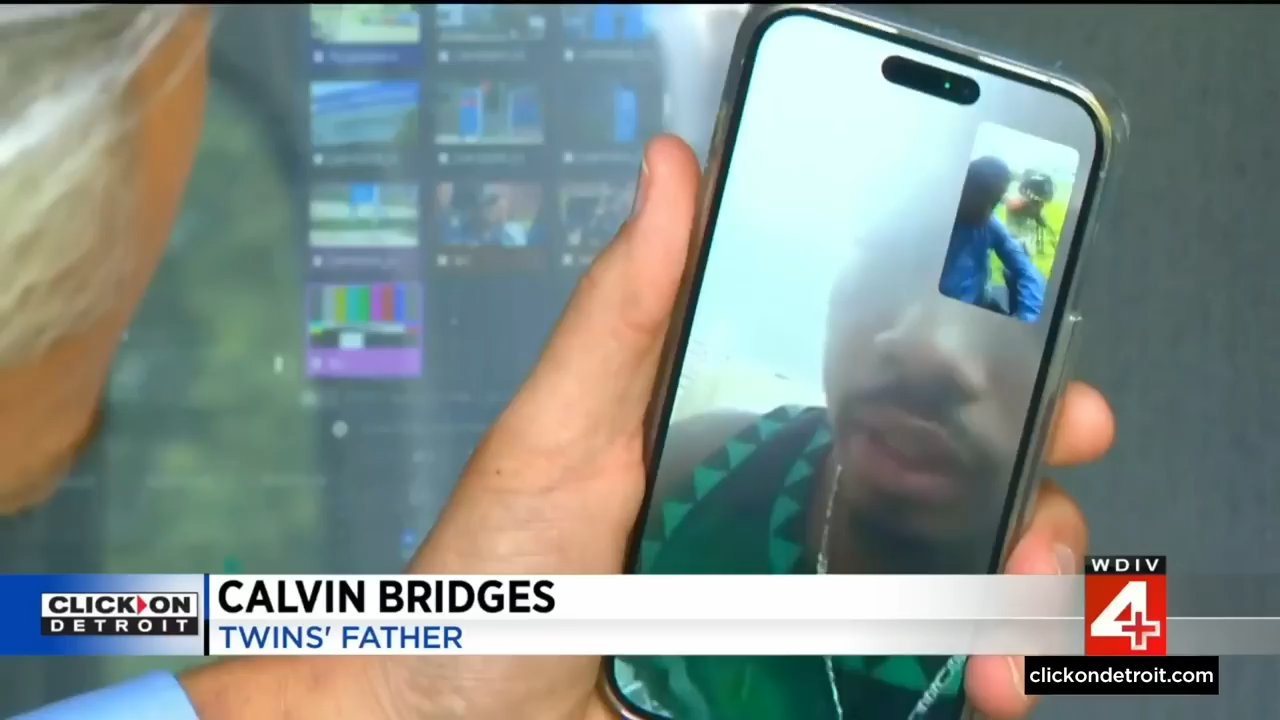 CALVIN BRIDGES
TWINS' FATHER
CLICK ON
DETROIT
WDIV
4
clickondetroit.com